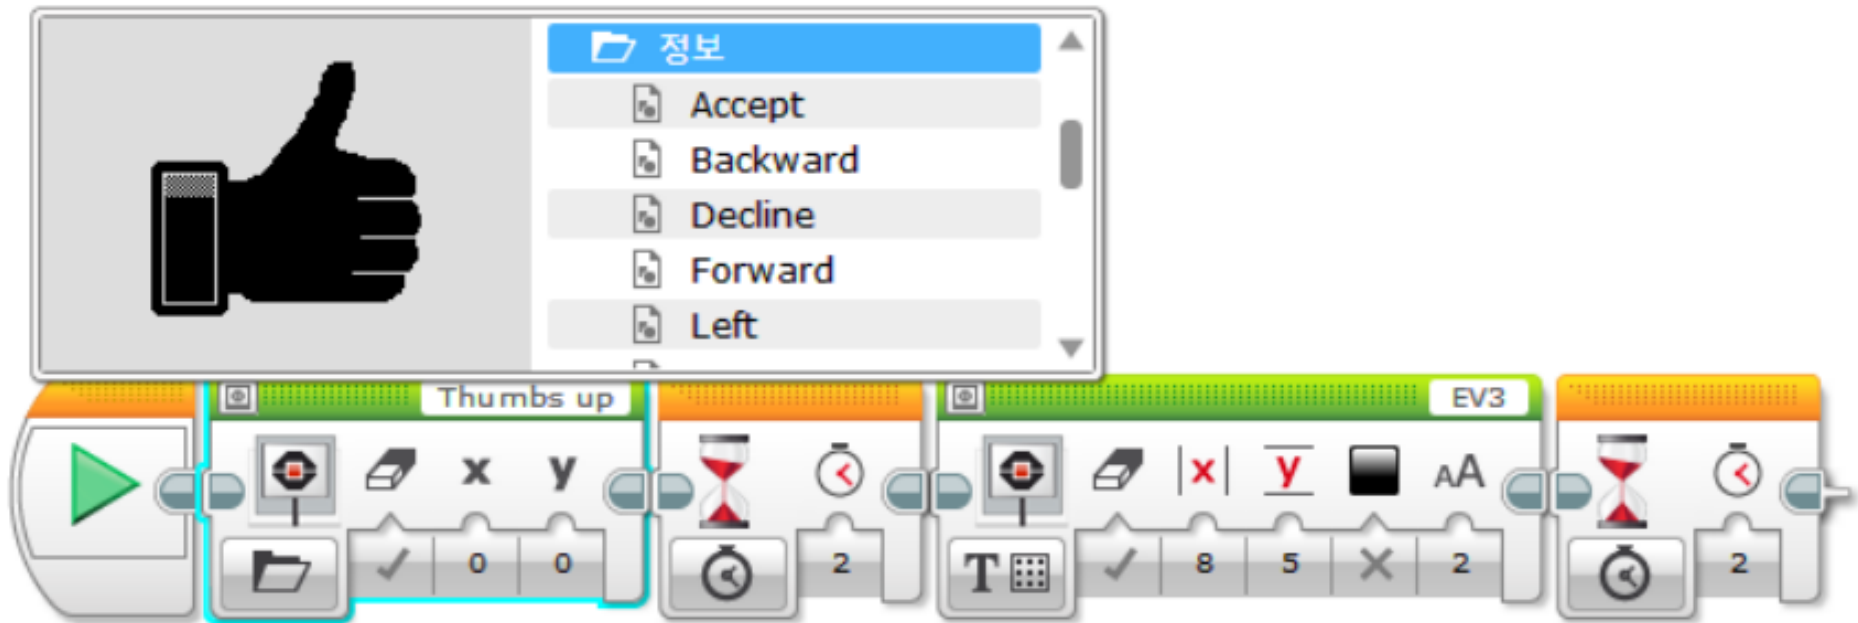 정보
Accept
Backward
Decline
Forward
Left
Thumbs up
EV3
x y |x| y AA
0 0 2 T 8 5 2 2